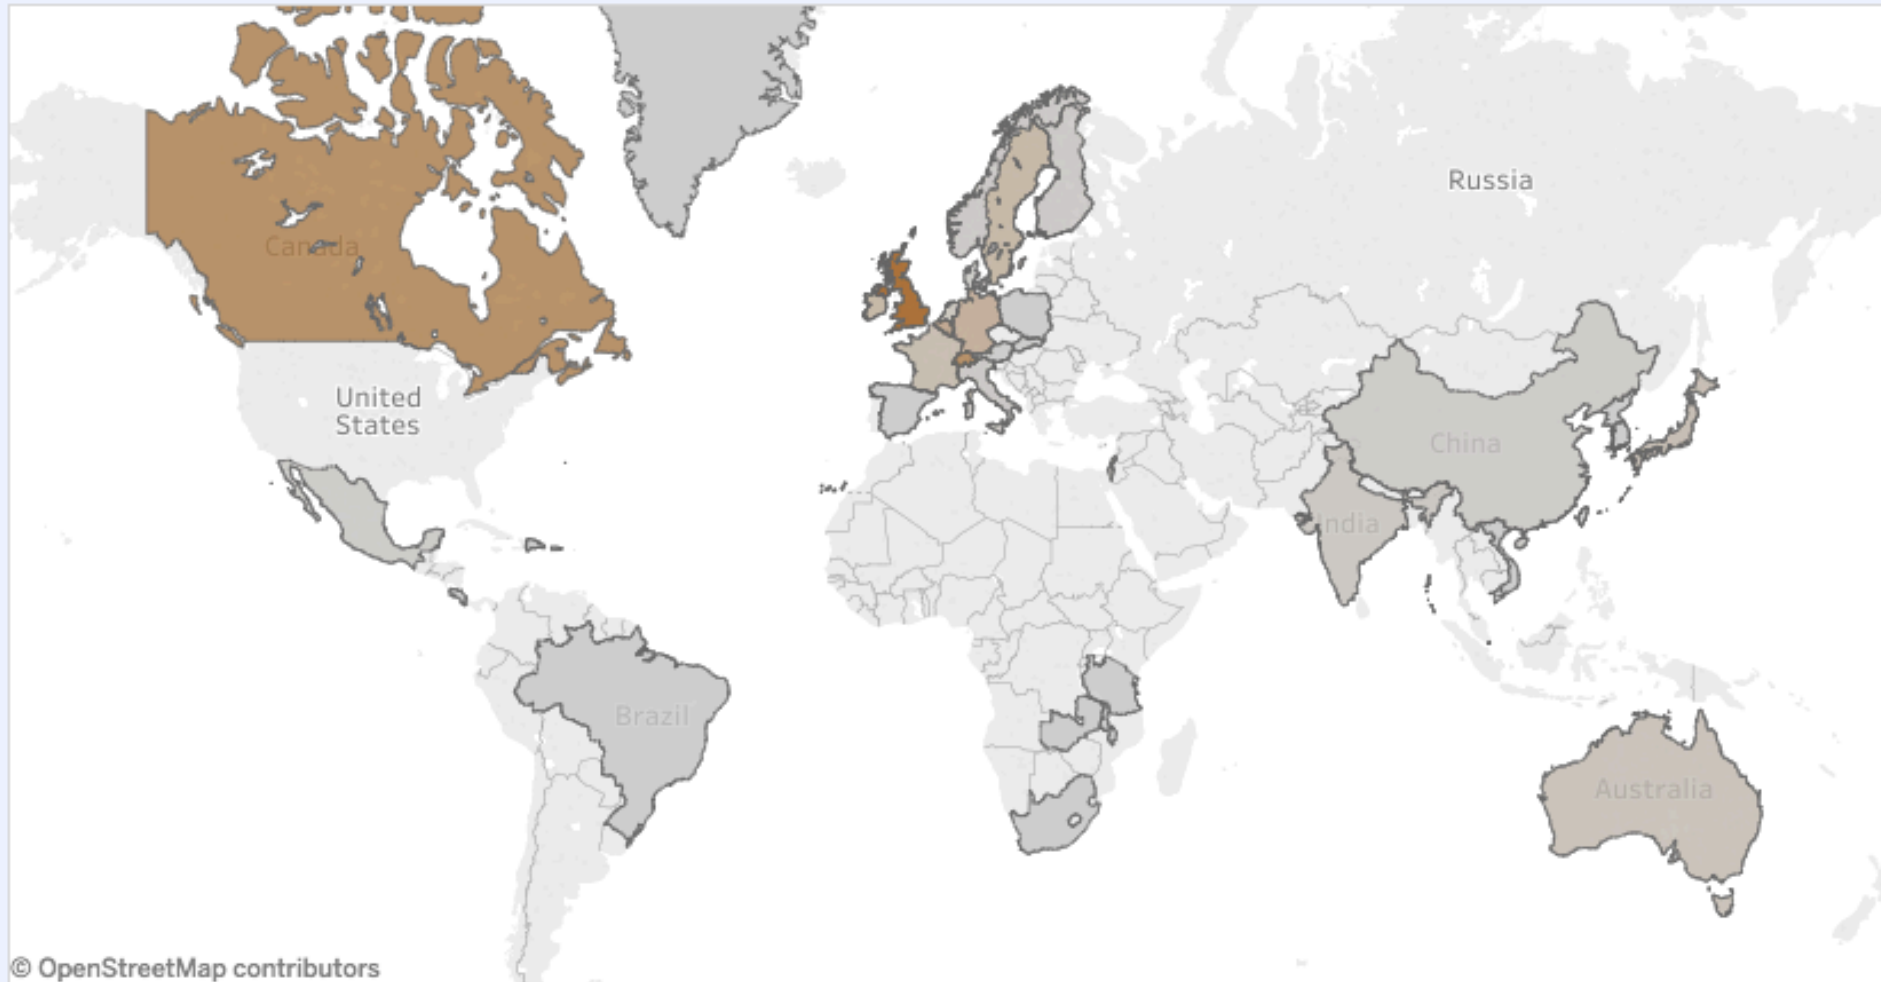 Russia
Canada
United
States
China
India
Brazil
Australia
© OpenStreetMap contributors